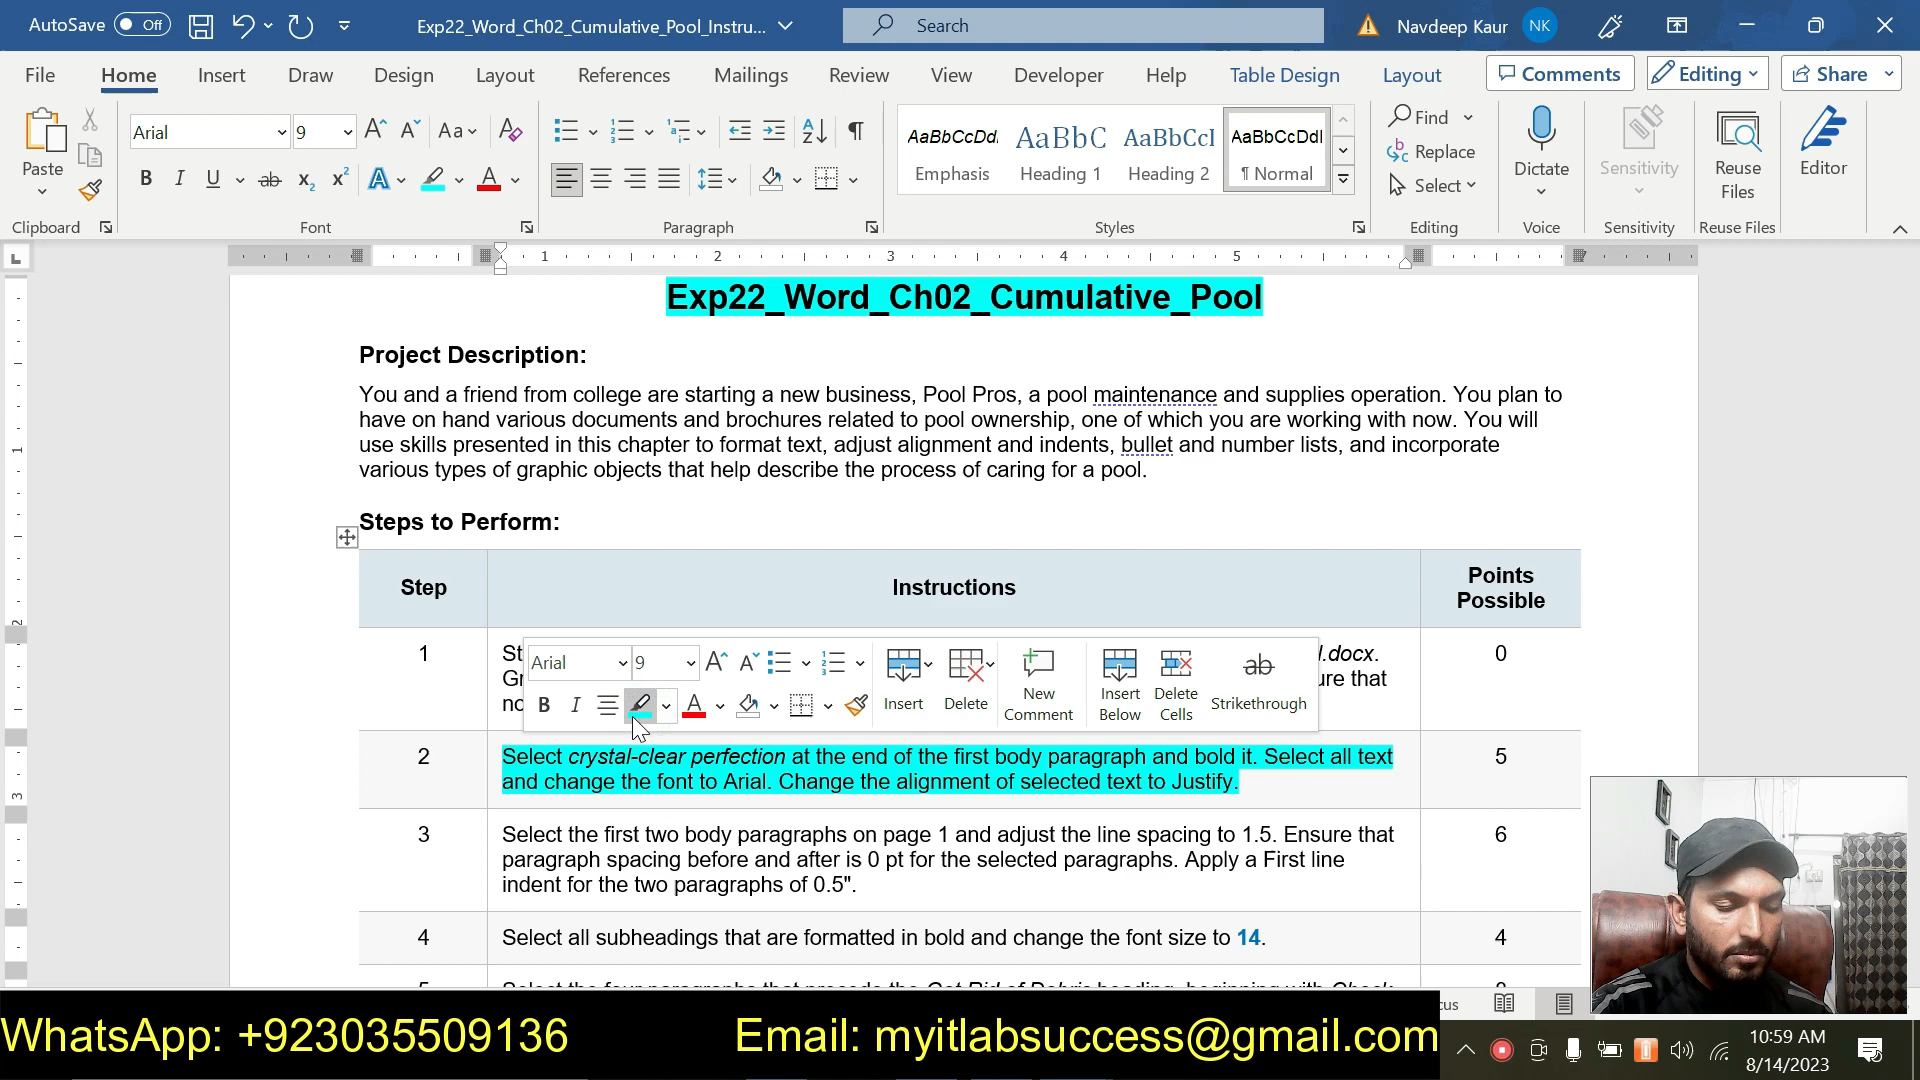 AutoSave Off Exp22_Word_Ch02_Cumulative_Pool_Instru... Search Navdeep Kaur NK
File Home Insert Draw Design Layout References Mailings Review View Developer Help Table Design Layout Comments Editing Share
Paste
Clipboard
Arial 9
Font
Paragraph
AaBbCcDd. AaBbC AaBbCcI AaBbCcDdI
Emphasis Heading 1 Heading 2 ¶ Normal
Styles
Find
Replace
Select
Editing
Dictate
Voice
Sensitivity
Sensitivity
Reuse
Files
Reuse Files
Editor
1 2 3 4 5
Exp22_Word_Ch02_Cumulative_Pool
Project Description:
You and a friend from college are starting a new business, Pool Pros, a pool maintenance and supplies operation. You plan to
have on hand various documents and brochures related to pool ownership, one of which you are working with now. You will
use skills presented in this chapter to format text, adjust alignment and indents, bullet and number lists, and incorporate
various types of graphic objects that help describe the process of caring for a pool.
Steps to Perform:
Step Instructions Points
Possible
1 0
l.docx.
ure that
Arial 9
Insert Delete New
Comment Insert
Below Delete
Cells Strikethrough
2 Select crystal-clear perfection at the end of the first body paragraph and bold it. Select all text 5
and change the font to Arial. Change the alignment of selected text to Justify.
3 Select the first two body paragraphs on page 1 and adjust the line spacing to 1.5. Ensure that 6
paragraph spacing before and after is 0 pt for the selected paragraphs. Apply a First line
indent for the two paragraphs of 0.5".
4 Select all subheadings that are formatted in bold and change the font size to 14. 4
WhatsApp: +923035509136 Email: myitlabsuccess@gmail.com
10:59 AM
8/14/2023